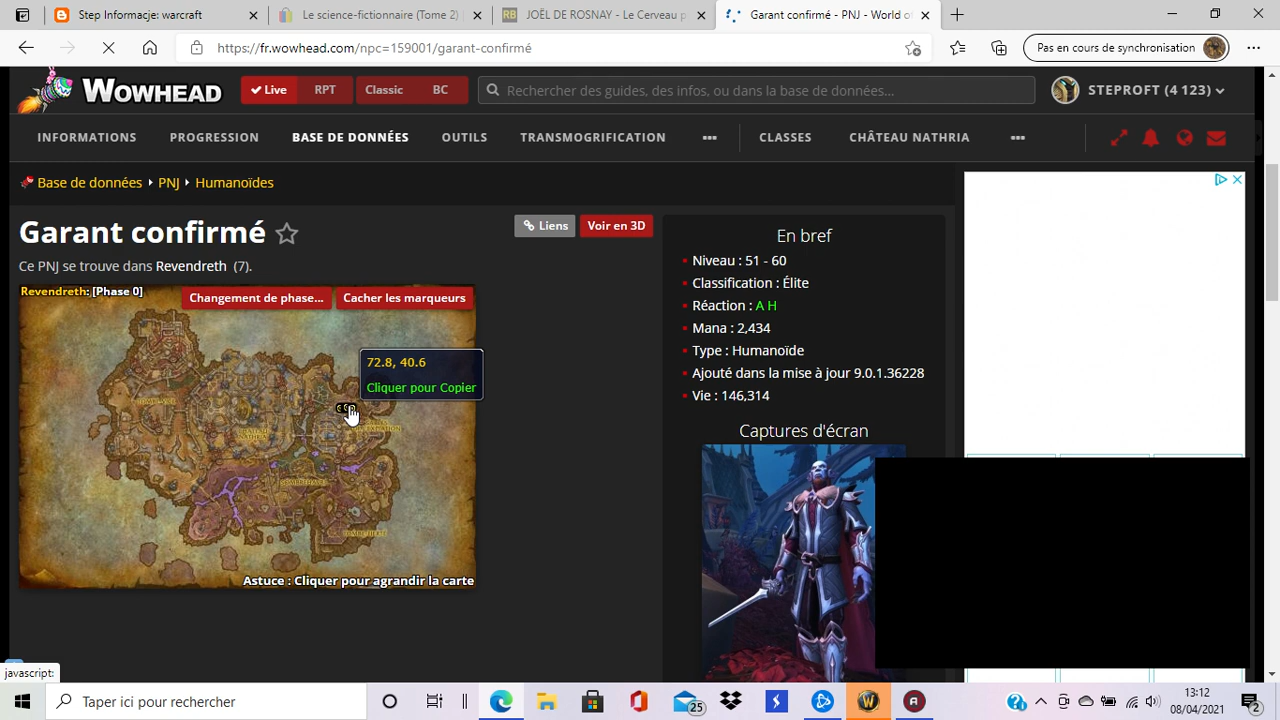 Step Informajeg: warcraft
Le science-fictionnaire (Tome 2)
RB JOËL DE ROSNAY - Le Cerveau p
Garant confirmé - PNJ - World o
https://fr.wowhead.com/npc=159001/garant-confirmé
Pas en cours de synchronisation
WOWHEAD
Live RPT Classic BC
Rechercher des guides, des infos, ou dans la base de données...
STEPROFT (4 123)
INFORMATIONS PROGRESSION BASE DE DONNÉES OUTILS TRANSMOGRIFICATION ••• CLASSES CHÂTEAU NATHRIA •••
Base de données PNJ Humanoïdes
Garant confirmé
Liens Voir en 3D
Ce PNJ se trouve dans Revendreth (7).
Revendreth: [Phase 0]
Changement de phase... Cacher les marqueurs
72.8, 40.6
Cliquer pour Copier
Astuce : Cliquer pour agrandir la carte
En bref
Niveau : 51 - 60
Classification : Élite
Réaction : A H
Mana : 2,434
Type : Humanoïde
Ajouté dans la mise à jour 9.0.1.36228
Vie : 146,314
Captures d'écran
javascript:
Taper ici pour rechercher
25
13:12
08/04/2021
2